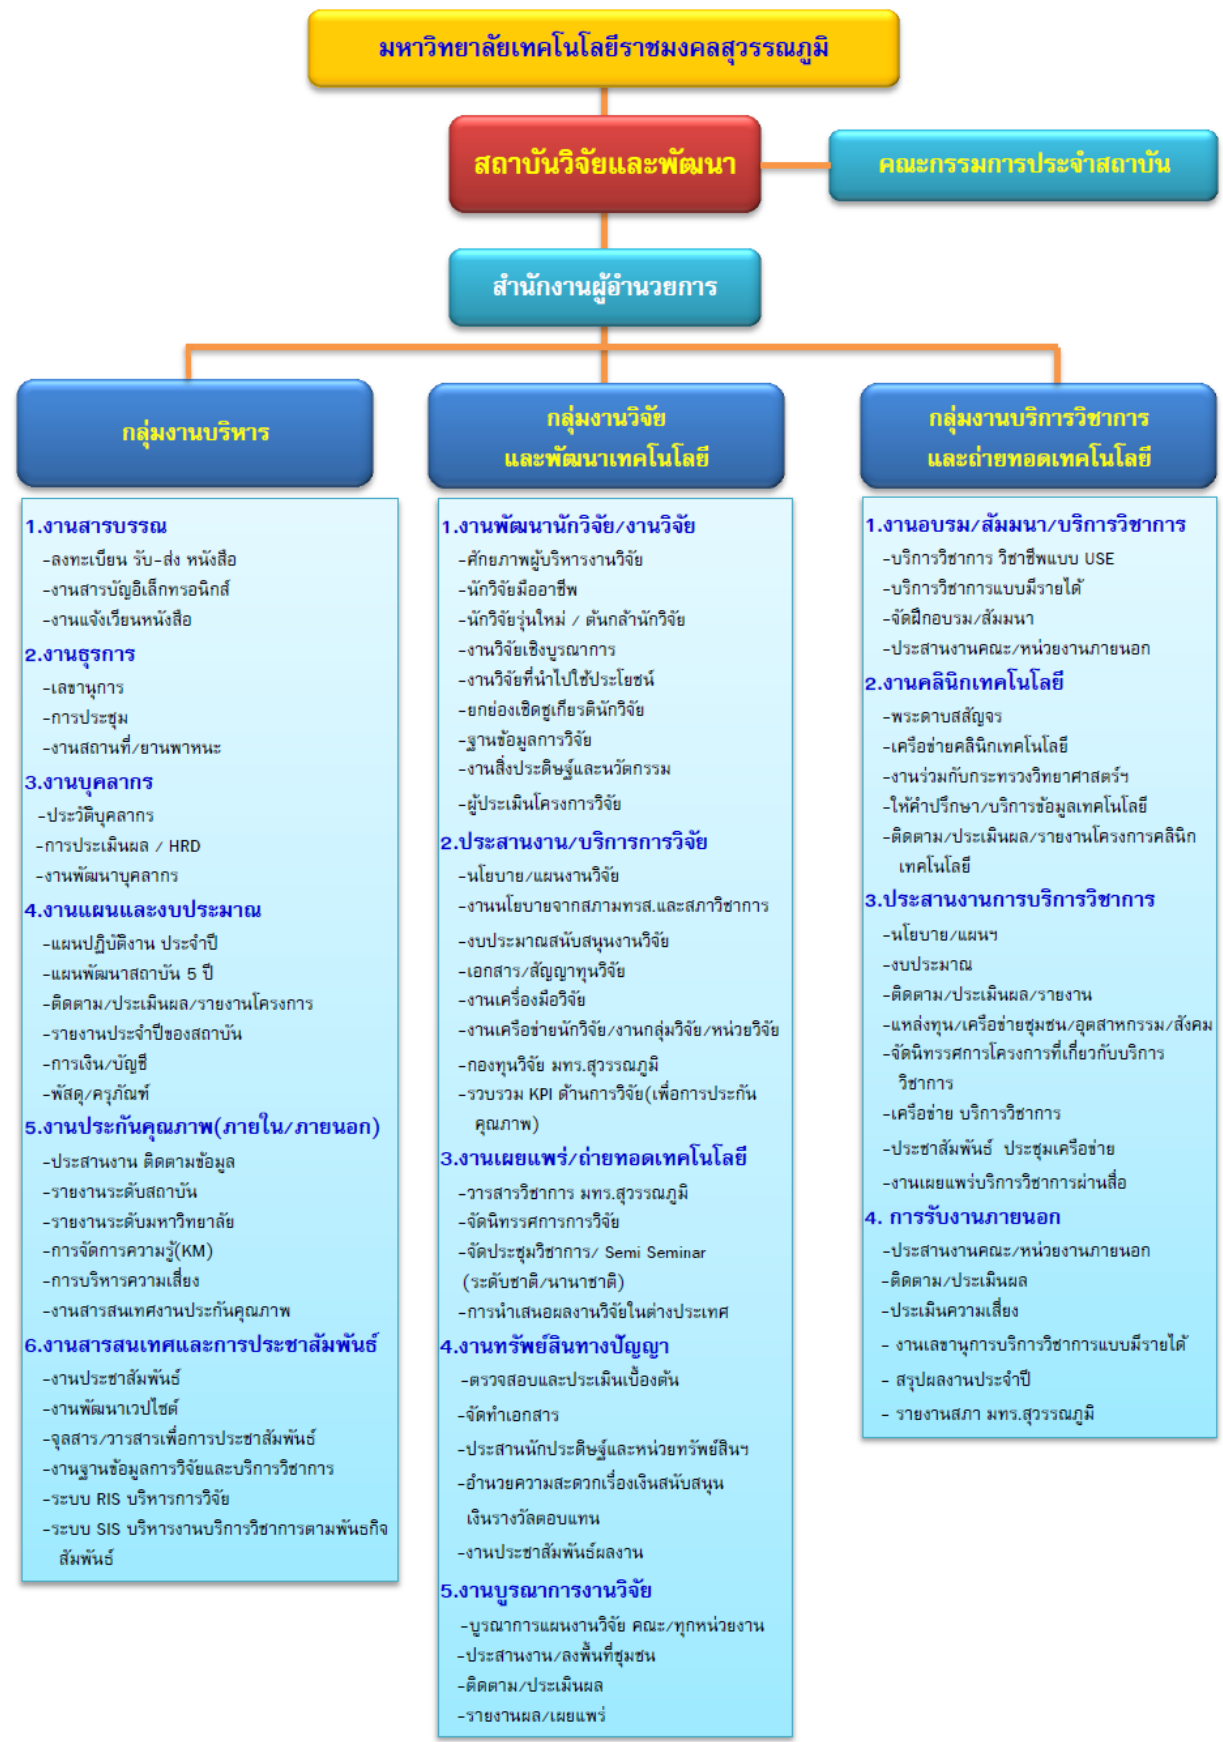 มหาวิทยาลัยเทคโนโลยีราชมงคลสุวรรณภูมิ
สถาบันวิจัยและพัฒนา
คณะกรรมการประจำสถาบัน
สำนักงานผู้อำนวยการ
กลุ่มงานบริหาร
1.งานสารบรรณ
-ลงทะเบียน รับ-ส่ง หนังสือ
-งานสารบัญอิเล็กทรอนิกส์
-งานแจ้งเวียนหนังสือ
2.งานธุรการ
-เลขานุการ
-การประชุม
-งานสถานที่/ยานพาหนะ
3.งานบุคลากร
-ประวัติบุคลากร
-การประเมินผล / HRD
-งานพัฒนาบุคลากร
4.งานแผนและงบประมาณ
-แผนปฏิบัติงาน ประจำปี
-แผนพัฒนาสถาบัน 5 ปี
-ติดตาม/ประเมินผล/รายงานโครงการ
-รายงานประจำปีของสถาบัน
-การเงิน/บัญชี
-พัสดุ/ครุภัณฑ์
5.งานประกันคุณภาพ(ภายใน/ภายนอก)
-ประสานงาน ติดตามข้อมูล
-รายงานระดับสถาบัน
-รายงานระดับมหาวิทยาลัย
-การจัดการความรู้(KM)
-การบริหารความเสี่ยง
-งานสารสนเทศงานประกันคุณภาพ
6.งานสารสนเทศและการประชาสัมพันธ์
-งานประชาสัมพันธ์
-งานพัฒนาเวปไซต์
-จุลสาร/วารสารเพื่อการประชาสัมพันธ์
-งานฐานข้อมูลการวิจัยและบริการวิชาการ
-ระบบ RIS บริหารการวิจัย
-ระบบ SIS บริหารงานบริการวิชาการตามพันธกิจ
สัมพันธ์
กลุ่มงานวิจัย
และพัฒนาเทคโนโลยี
1.งานพัฒนานักวิจัย/งานวิจัย
-ศักยภาพผู้บริหารงานวิจัย
-นักวิจัยมืออาชีพ
-นักวิจัยรุ่นใหม่ / ต้นกล้านักวิจัย
-งานวิจัยเชิงบูรณาการ
-งานวิจัยที่นำไปใช้ประโยชน์
-ยกย่องเชิดชูเกียรตินักวิจัย
-ฐานข้อมูลการวิจัย
-งานสิ่งประดิษฐ์และนวัตกรรม
-ผู้ประเมินโครงการวิจัย
2.ประสานงาน/บริการการวิจัย
-นโยบาย/แผนงานวิจัย
-งานนโยบายจากสภามทรส.และสภาวิชาการ
-งบประมาณสนับสนุนงานวิจัย
-เอกสาร/สัญญาทุนวิจัย
-งานเครื่องมือวิจัย
-งานเครือข่ายนักวิจัย/งานกลุ่มวิจัย/หน่วยวิจัย
-กองทุนวิจัย มทร.สุวรรณภูมิ
-รวบรวม KPI ด้านการวิจัย(เพื่อการประกัน
คุณภาพ)
3.งานเผยแพร่/ถ่ายทอดเทคโนโลยี
-วารสารวิชาการ มทร.สุวรรณภูมิ
-จัดนิทรรศการการวิจัย
-จัดประชุมวิชาการ/ Semi Seminar
(ระดับชาติ/นานาชาติ)
-การนำเสนอผลงานวิจัยในต่างประเทศ
4.งานทรัพย์สินทางปัญญา
-ตรวจสอบและประเมินเบื้องต้น
-จัดทำเอกสาร
-ประสานนักประดิษฐ์และหน่วยทรัพย์สินฯ
-อำนวยความสะดวกเรื่องเงินสนับสนุน
เงินรางวัลตอบแทน
-งานประชาสัมพันธ์ผลงาน
5.งานบูรณาการงานวิจัย
-บูรณาการแผนงานวิจัย คณะ/ทุกหน่วยงาน
-ประสานงาน/ลงพื้นที่ชุมชน
-ติดตาม/ประเมินผล
-รายงานผล/เผยแพร่
กลุ่มงานบริการวิชาการ
และถ่ายทอดเทคโนโลยี
1.งานอบรม/สัมมนา/บริการวิชาการ
-บริการวิชาการ วิชาชีพแบบ USE
-บริการวิชาการแบบมีรายได้
-จัดฝึกอบรม/สัมมนา
-ประสานงานคณะ/หน่วยงานภายนอก
2.งานคลินิกเทคโนโลยี
-พระดาบสสัญจร
-เครือข่ายคลินิกเทคโนโลยี
-งานร่วมกับกระทรวงวิทยาศาสตร์ฯ
-ให้คำปรึกษา/บริการข้อมูลเทคโนโลยี
-ติดตาม/ประเมินผล/รายงานโครงการคลินิก
เทคโนโลยี
3.ประสานงานการบริการวิชาการ
-นโยบาย/แผนฯ
-งบประมาณ
-ติดตาม/ประเมินผล/รายงาน
-แหล่งทุน/เครือข่ายชุมชน/อุตสาหกรรม/สังคม
-จัดนิทรรศการโครงการที่เกี่ยวกับบริการ
วิชาการ
-เครือข่าย บริการวิชาการ
-ประชาสัมพันธ์ ประชุมเครือข่าย
-งานเผยแพร่บริการวิชาการผ่านสื่อ
4. การรับงานภายนอก
-ประสานงานคณะ/หน่วยงานภายนอก
-ติดตาม/ประเมินผล
-ประเมินความเสี่ยง
- งานเลขานุการบริการวิชาการแบบมีรายได้
- สรุปผลงานประจำปี
- รายงานสภา มทร.สุวรรณภูมิ